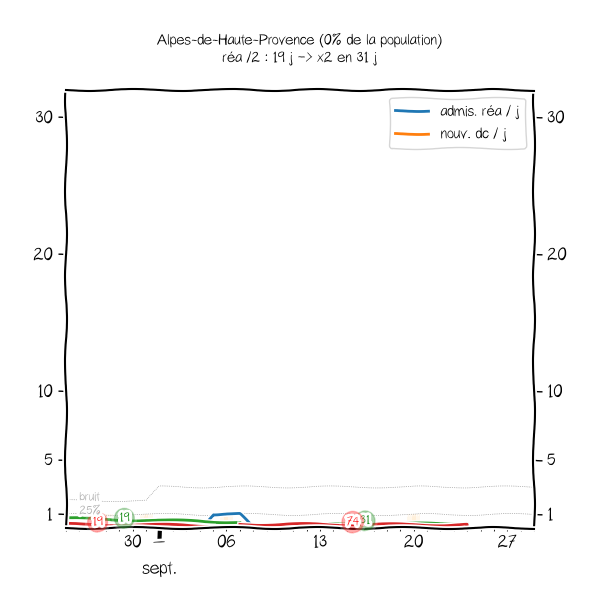 Alpes-de-Haute-Provence (0% de la population)
réa /2 : 19 j -> x2 en 31 j
admis. réa / j
nouv. dc / j
30 30
20 20
10 10
5 5
bruit
25%
1 1
19 19 74 31
30 1 06 13 20 27
sept.